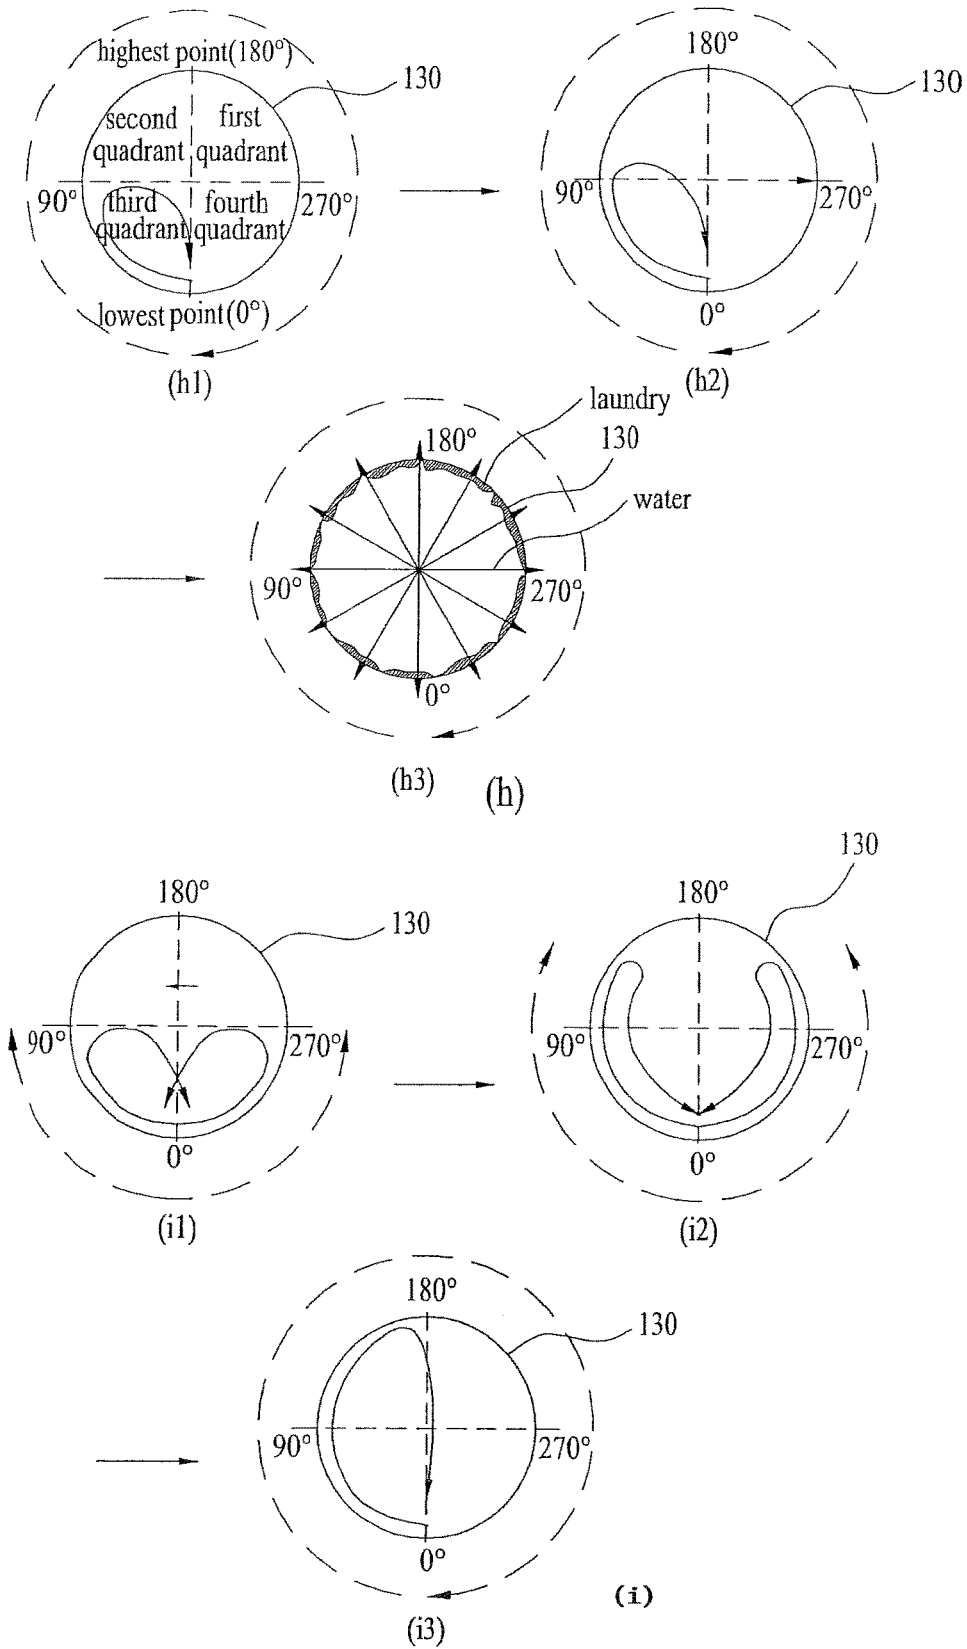 highest point(180°)
130
second
quadrant
first
quadrant
90°
270°
third
quadrant
fourth
quadrant
lowest point(0°)
(h1)
180°
130
90°
270°
0°
(h2)
laundry
180°
130
water
90°
270°
0°
(h3)
(h)
180°
130
90°
270°
0°
(i1)
130
180°
90°
270°
0°
(i2)
180°
130
90°
270°
0°
(i3)
(i)